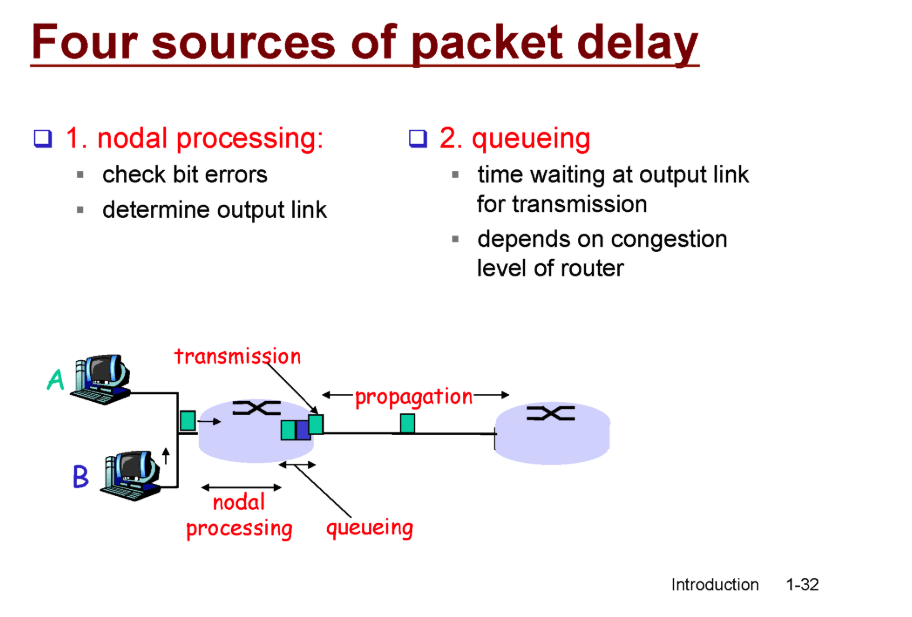 Four sources of packet delay
1. nodal processing:
check bit errors
determine output link
2. queueing
time waiting at output link
for transmission
depends on congestion
level of router
transmission
A
propagation
B
nodal
processing
queueing
Introduction 1-32